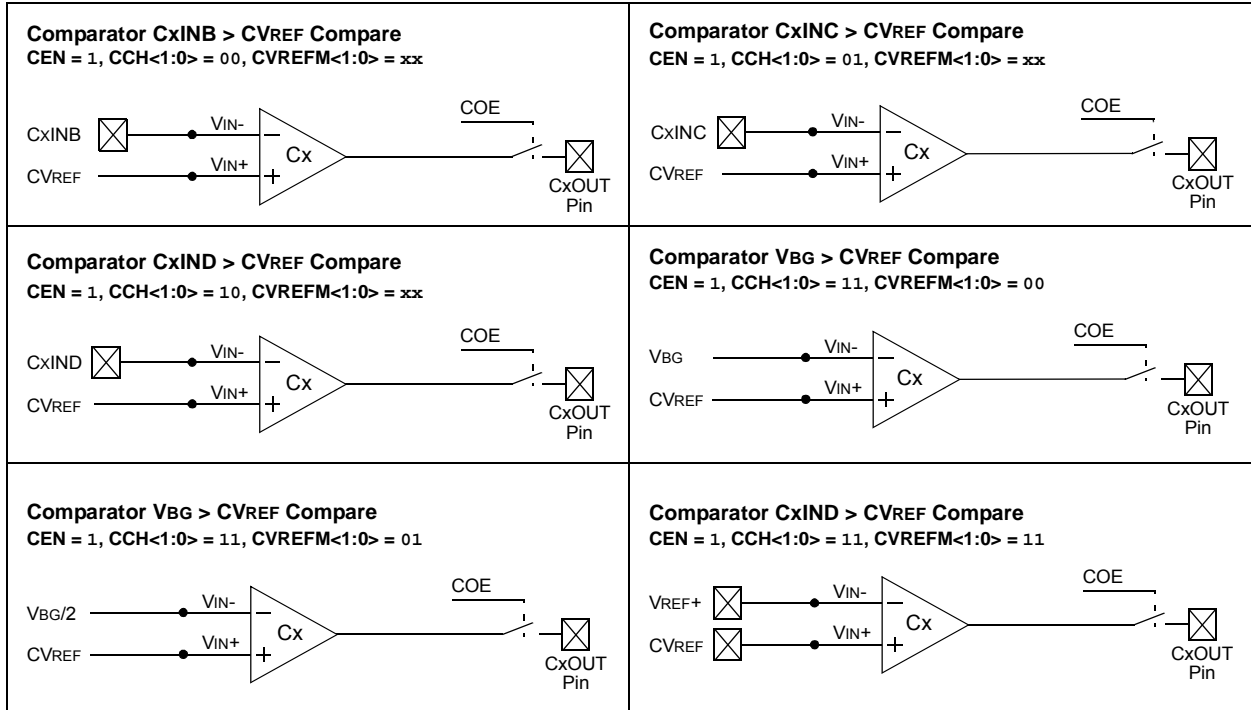 Comparator CxINB > CVREF Compare
CEN = 1, CCH<1:0> = 00, CVREFM<1:0> = xx
COE
CxINB
VIN-
–
Cx
CVREF
VIN+
+
CxOUT
Pin
Comparator CxINC > CVREF Compare
CEN = 1, CCH<1:0> = 01, CVREFM<1:0> = xx
COE
CxINC
VIN-
–
Cx
CVREF
VIN+
+
CxOUT
Pin
Comparator CxIND > CVREF Compare
CEN = 1, CCH<1:0> = 10, CVREFM<1:0> = xx
COE
CxIND
VIN-
–
Cx
CVREF
VIN+
+
CxOUT
Pin
Comparator VBG > CVREF Compare
CEN = 1, CCH<1:0> = 11, CVREFM<1:0> = 00
COE
VBG
VIN-
–
Cx
CVREF
VIN+
+
CxOUT
Pin
Comparator VBG > CVREF Compare
CEN = 1, CCH<1:0> = 11, CVREFM<1:0> = 01
COE
VBG/2
VIN-
–
Cx
CVREF
VIN+
+
CxOUT
Pin
Comparator CxIND > CVREF Compare
CEN = 1, CCH<1:0> = 11, CVREFM<1:0> = 11
COE
VREF+
VIN-
–
Cx
CVREF
VIN+
+
CxOUT
Pin